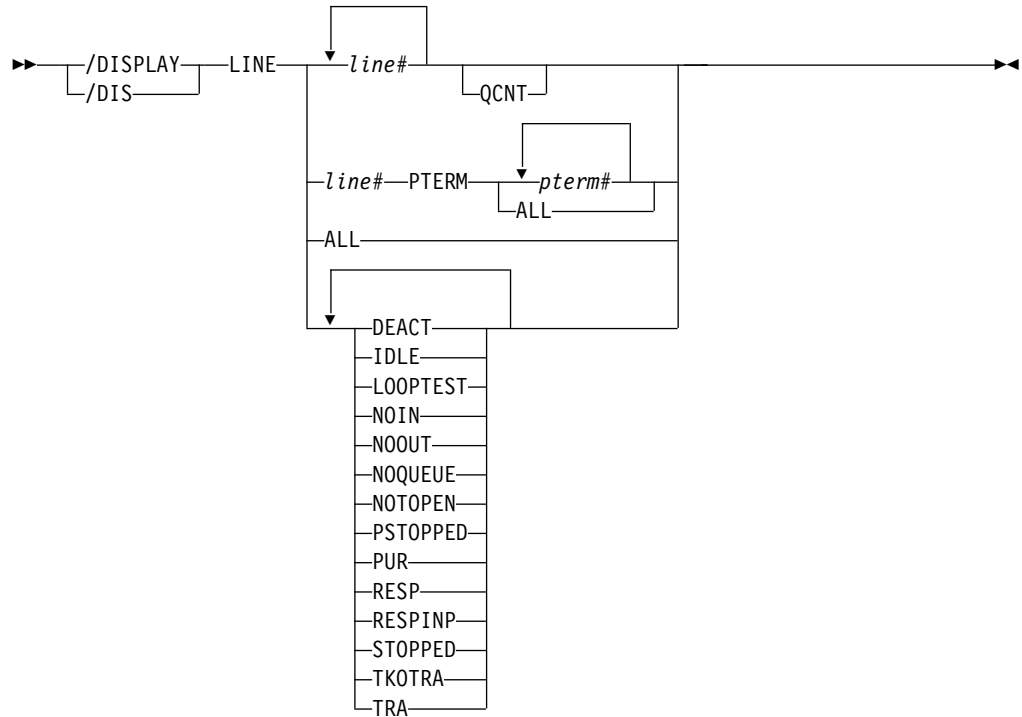 /DISPLAY LINE line#
/DIS QCNT
line# PTERM pterm#
ALL
ALL
DEACT
IDLE
LOOPTEST
NOIN
NOOUT
NOQUEUE
NOTOPEN
PSTOPPED
PUR
RESP
RESPINP
STOPPED
TKOTRA
TRA